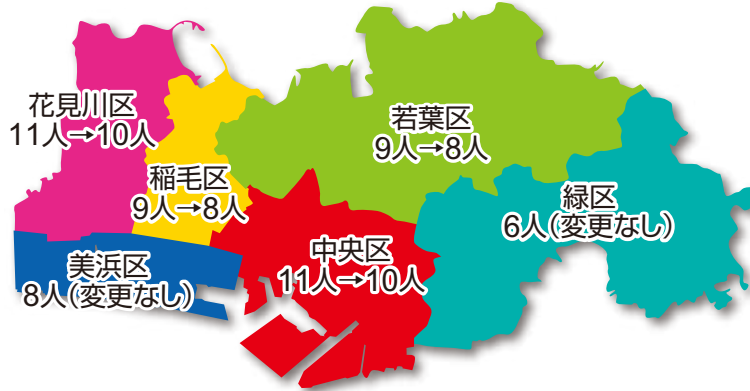 花見川区
11人→10人
稲毛区
9人→8人
若葉区
9人→8人
緑区
6人(変更なし)
中央区
11人→10人
美浜区
8人(変更なし)